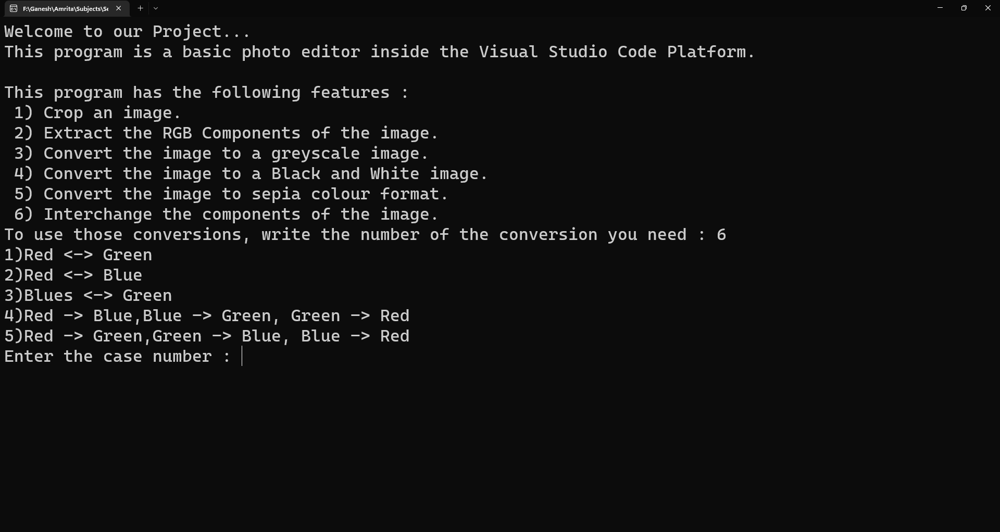 F:\Ganesh\Amrita\Subjects\Se
Welcome to our Project...
This program is a basic photo editor inside the Visual Studio Code Platform.
This program has the following features :
1) Crop an image.
2) Extract the RGB Components of the image.
3) Convert the image to a greyscale image.
4) Convert the image to a Black and White image.
5) Convert the image to sepia colour format.
6) Interchange the components of the image.
To use those conversions, write the number of the conversion you need : 6
1)Red <-> Green
2)Red <-> Blue
3)Blues <-> Green
4)Red -> Blue,Blue -> Green, Green -> Red
5)Red -> Green,Green -> Blue, Blue -> Red
Enter the case number :